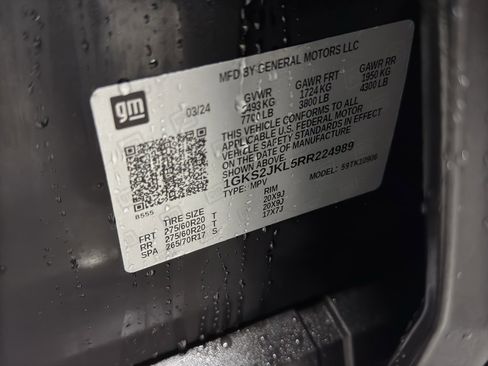 MFD BY GENERAL MOTORS LLC
gm
03/24
GVWR GAWR FRT GAWR RR
3493 KG 1724 KG 1950 KG
7700 LB 3800 LB 4300 LB
THIS VEHICLE CONFORMS TO ALL
APPLICABLE U.S. FEDERAL MOTOR
VEHICLE SAFETY STANDARDS IN EFFECT
ON THE DATE OF MANUFACTURE
SHOWN ABOVE.
1GKS2JKL5RR224989
TYPE: MPV MODEL: 59TK10906
B555
TIRE SIZE RIM
FRT 275/60R20 T 20X9J
RR 275/60R20 T 20X9J
SPA 265/70R17 S 17X7J